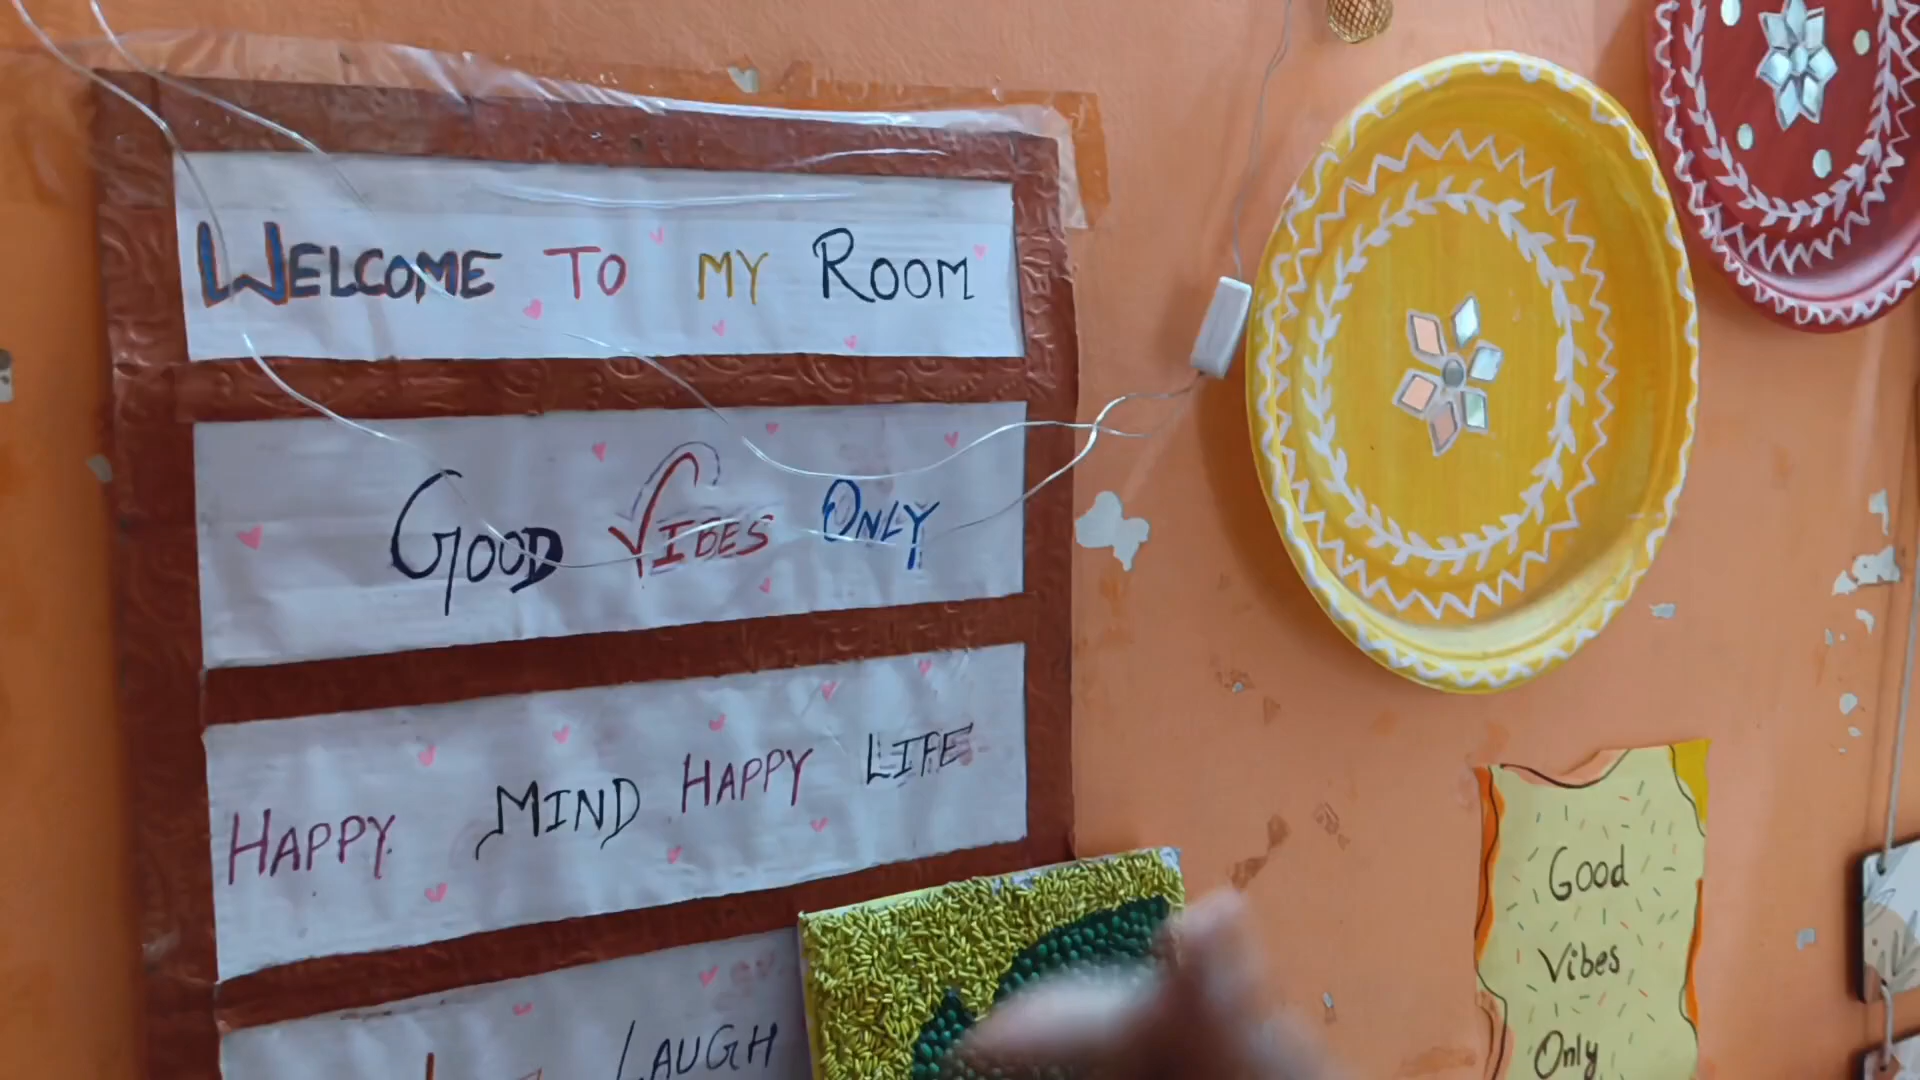 WELCOME TO MY ROOM
GOOD VIBES ONLY
HAPPY MIND HAPPY LIFE
LAUGH
Good
Vibes
Only